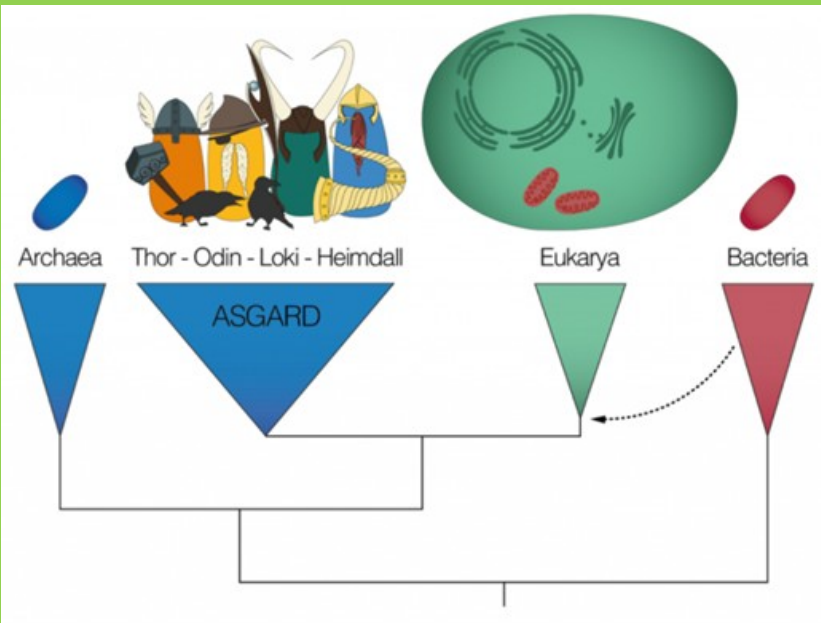 Archaea
Thor - Odin - Loki - Heimdall
Eukarya
Bacteria
ASGARD